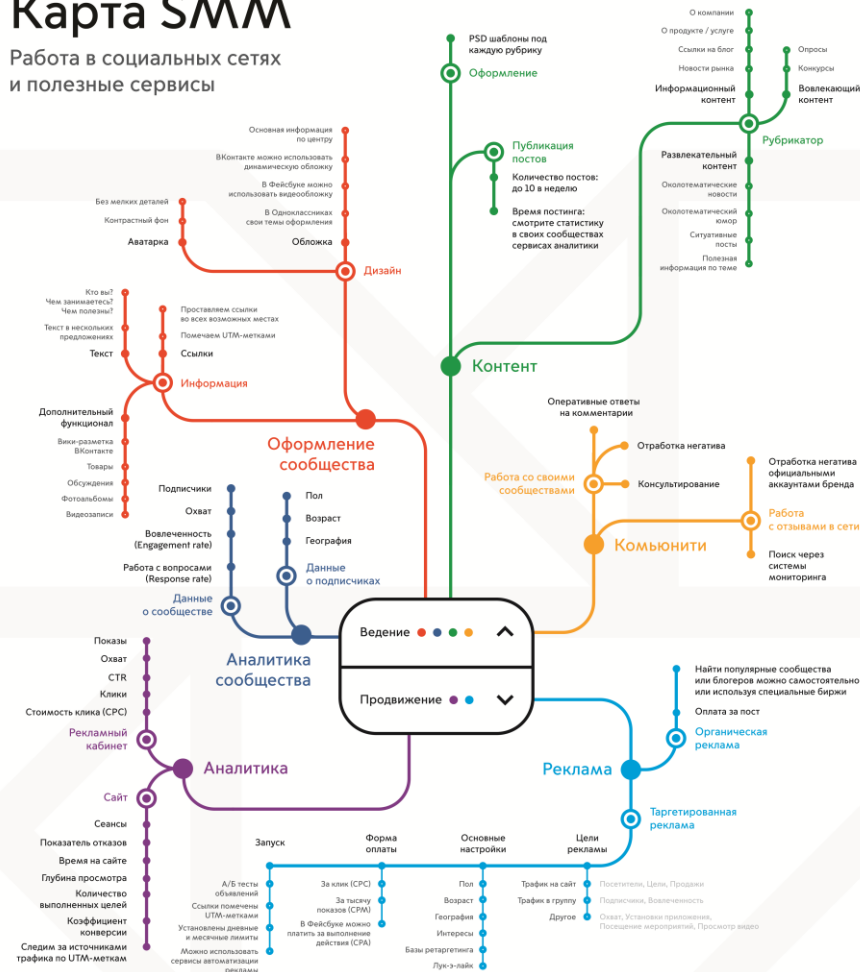 Карта SMM
Работа в социальных сетях
и полезные сервисы
PSD шаблоны под
каждую рубрику
Оформление
Публикация
постов
Количество постов:
до 10 в неделю
Время постинга:
смотрите статистику
в своих сообществах
сервисах аналитики
О компании
О продукте / услуге
Ссылки на блог
Новости рынка
Информационный
контент
Опросы
Конкурсы
Вовлекающий
контент
Рубрикатор
Развлекательный
контент
Околотематические
новости
Околотематический
юмор
Ситуативные
посты
Полезная
информация по теме
Контент
Основная информация
по центру
ВКонтакте можно использовать
динамическую обложку
В Фейсбуке можно
использовать видеообложку
В Одноклассниках
свои темы оформления
Обложка
Без мелких деталей
Контрастный фон
Аватарка
Дизайн
Кто вы?
Чем занимаетесь?
Чем полезны?
Текст в нескольких
предложениях
Текст
Проставляем ссылки
во всех возможных местах
Помечаем UTM-метками
Ссылки
Информация
Дополнительный
функционал
Вики-разметка
ВКонтакте
Товары
Обсуждения
Фотоальбомы
Видеозаписи
Оформление
сообщества
Оперативные ответы
на комментарии
Отработка негатива
Работа со своими
сообществами
Консультирование
Отработка негатива
официальными
аккаунтами бренда
Работа
с отзывами в сети
Поиск через
системы
мониторинга
Комьюнити
Подписчики
Охват
Вовлеченность
(Engagement rate)
Работа с вопросами
(Response rate)
Данные
о сообществе
Пол
Возраст
География
Данные
о подписчиках
Аналитика
сообщества
Ведение
Продвижение
Показы
Охват
CTR
Клики
Стоимость клика (CPC)
Рекламный
кабинет
Аналитика
Сайт
Сеансы
Показатель отказов
Время на сайте
Глубина просмотра
Количество
выполненных целей
Коэффициент
конверсии
Следим за источниками
трафика по UTM-меткам
Найти популярные сообщества
или блогеров можно самостоятельно
или используя специальные биржи
Оплата за пост
Органическая
реклама
Реклама
Таргетированная
реклама
Запуск
А/Б тесты
объявлений
Ссылки помечены
UTM-метками
Установлены дневные
и месячные лимиты
Можно использовать
сервисы автоматизации
рекламы
Форма
оплаты
За клик (CPC)
За тысячу
показов (CPM)
В Фейсбуке можно
платить за выполнение
действия (CPA)
Основные
настройки
Пол
Возраст
География
Интересы
Базы ретаргетинга
Лук-э-лайк
Цели
рекламы
Трафик на сайт
Посетители, Цели, Продажи
Трафик в группу
Подписчики, Вовлеченность
Другое
Охват, Установки приложения,
Посещение мероприятий, Просмотр видео